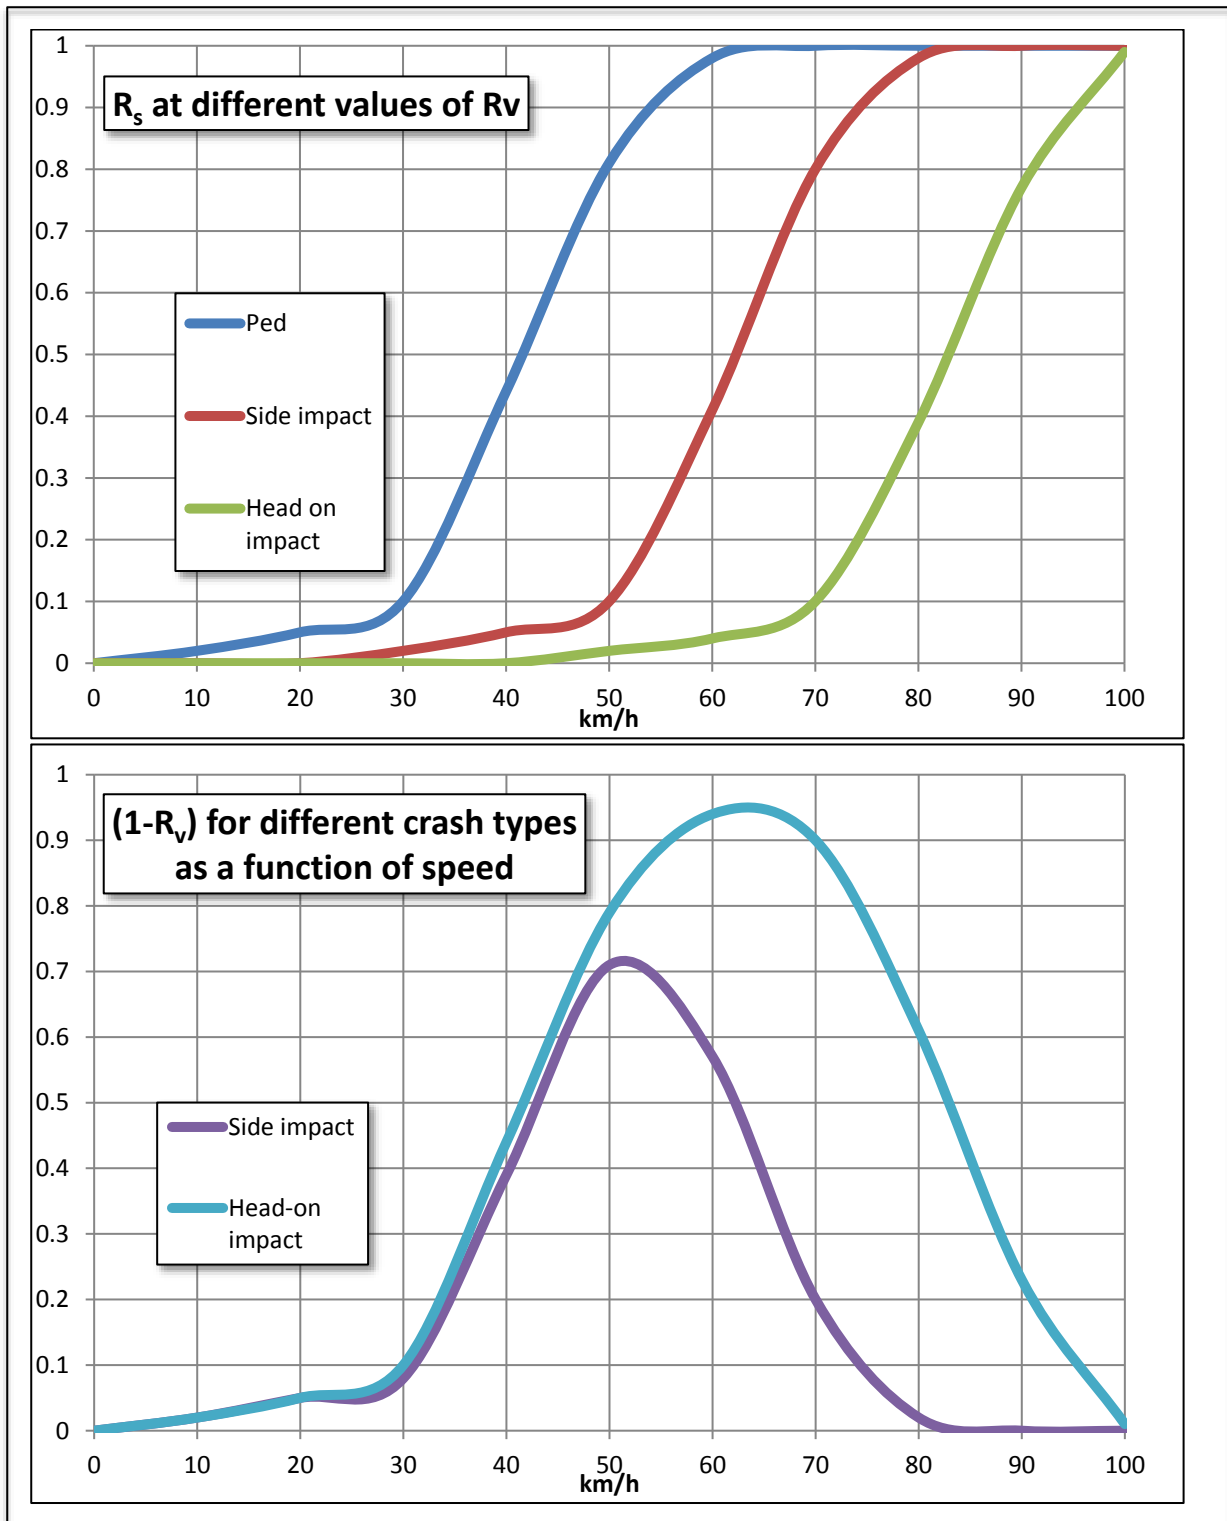 1
0.9
0.8
0.7
0.6
0.5
0.4
0.3
0.2
0.1
0
Rs at different values of Rv
Ped
Side impact
Head on
impact
0 10 20 30 40 50 60 70 80 90 100
km/h
1
0.9
0.8
0.7
0.6
0.5
0.4
0.3
0.2
0.1
0
(1-Rv) for different crash types
as a function of speed
Side impact
Head-on
impact
0 10 20 30 40 50 60 70 80 90 100
km/h